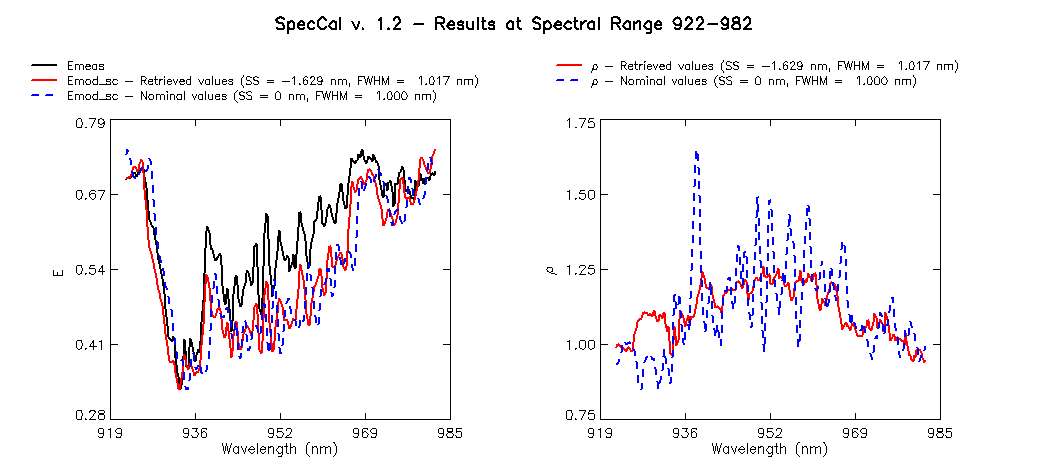 SpecCal v. 1.2 – Results at Spectral Range 922–982
Emeas
Emod_sc – Retrieved values (SS = –1.629 nm, FWHM =  1.017 nm)
Emod_sc – Nominal values (SS = 0 nm, FWHM =  1.000 nm)
0.79
0.67
0.54
0.41
0.28
E
919 936 952 969 985
Wavelength (nm)
ρ – Retrieved values (SS = –1.629 nm, FWHM =  1.017 nm)
ρ – Nominal values (SS = 0 nm, FWHM =  1.000 nm)
1.75
1.50
1.25
1.00
0.75
ρ
919 936 952 969 985
Wavelength (nm)